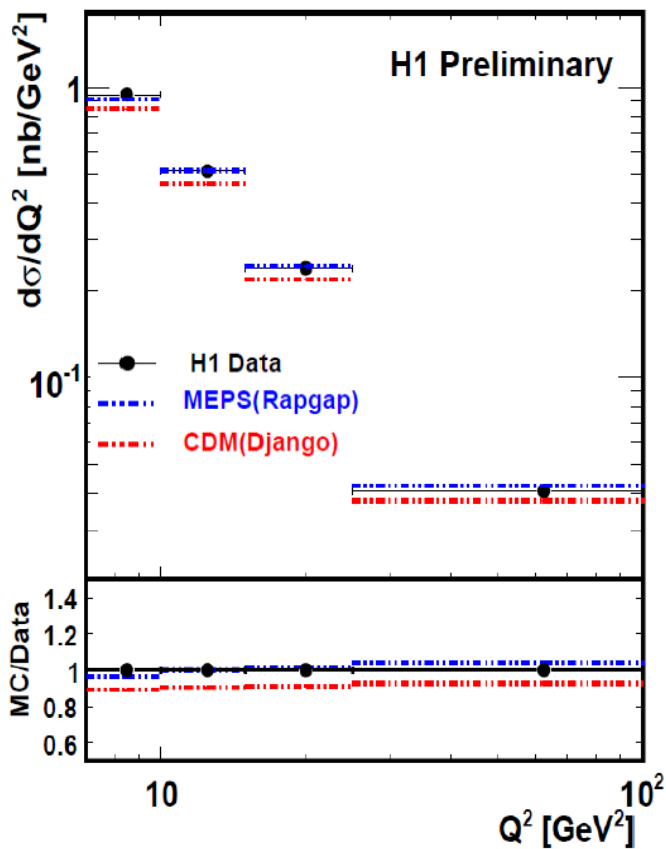 H1 Preliminary
dσ/dQ² [nb/GeV²]
1
10⁻¹
H1 Data
MEPS(Rapgap)
CDM(Django)
MC/Data
1.4
1.2
1
0.8
0.6
10
10²
Q² [GeV²]